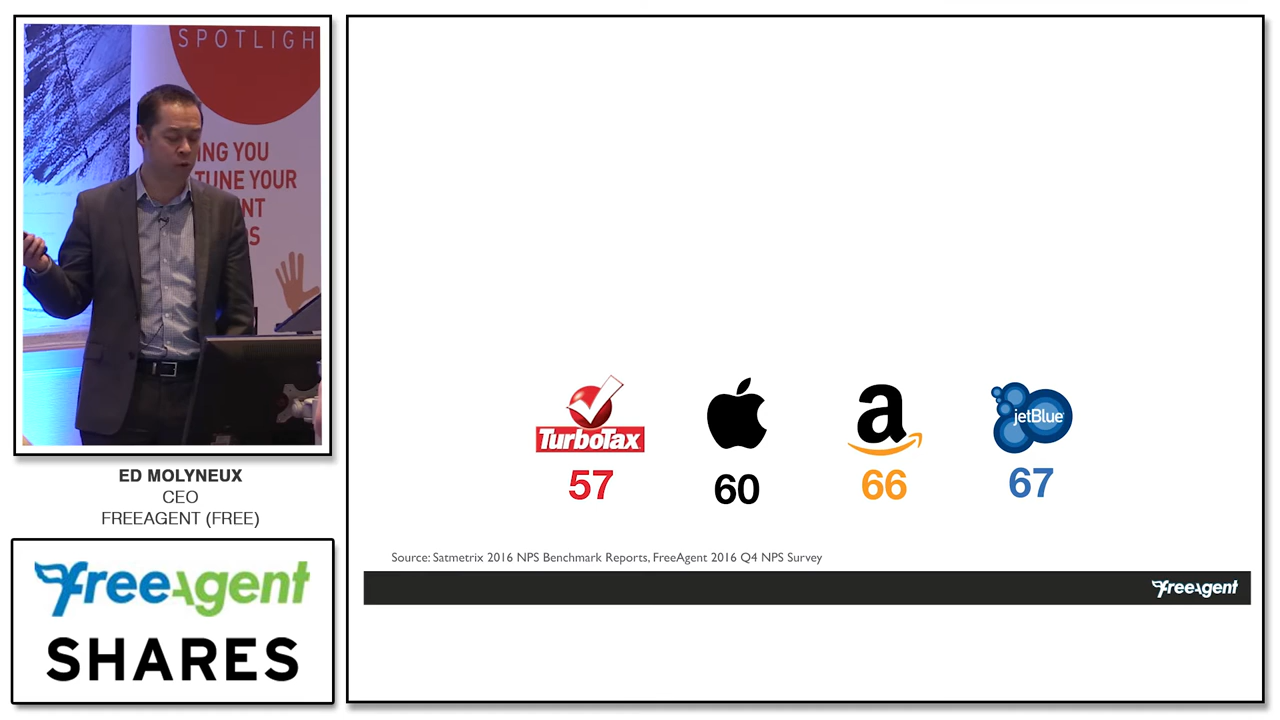 SPOTLIGH
ING YOU
TUNE YOUR
NT
S
ED MOLYNEUX
CEO
FREEAGENT (FREE)
freeagent
SHARES
TurboTax
57
60
a
66
jetBlue
67
Source: Satmetrix 2016 NPS Benchmark Reports, FreeAgent 2016 Q4 NPS Survey
freeagent